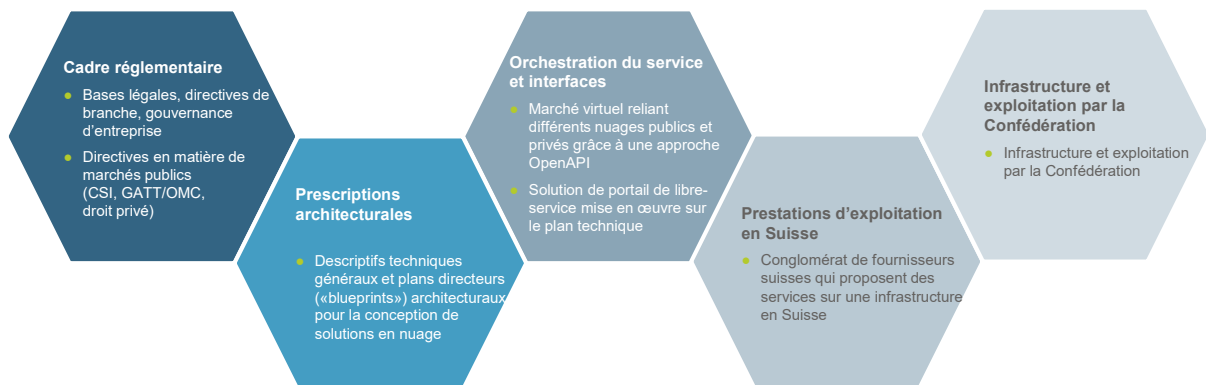 Cadre réglementaire
● Bases légales, directives de
branche, gouvernance
d'entreprise
● Directives en matière de
marchés publics
(CSI, GATT/OMC,
droit privé)
Prescriptions
architecturales
● Descriptifs techniques
généraux et plans directeurs
(«blueprints») architecturaux
pour la conception de
solutions en nuage
Orchestration du service
et interfaces
● Marché virtuel reliant
différents nuages publics et
privés grâce à une approche
OpenAPI
● Solution de portail de libre-
service mise en œuvre sur
le plan technique
Prestations d'exploitation
en Suisse
● Conglomérat de fournisseurs
suisses qui proposent des
services sur une infrastructure
en Suisse
Infrastructure et
exploitation par la
Confédération
● Infrastructure et exploitation
par la Confédération